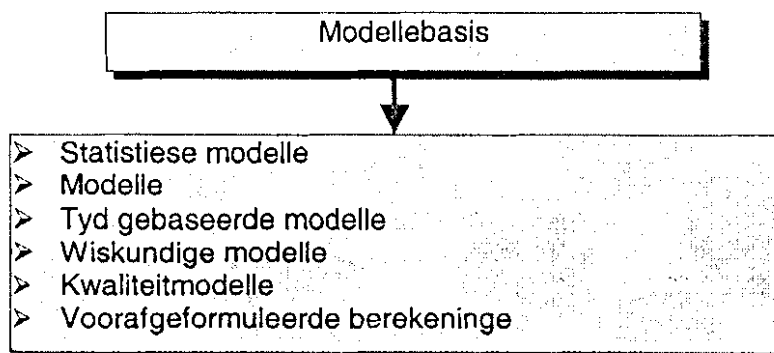 Modellebasis
➢ Statistiese modelle
➢ Modelle
➢ Tyd gebaseerde modelle
➢ Wiskundige modelle
➢ Kwaliteitmodelle
➢ Voorafgeformuleerde berekeninge